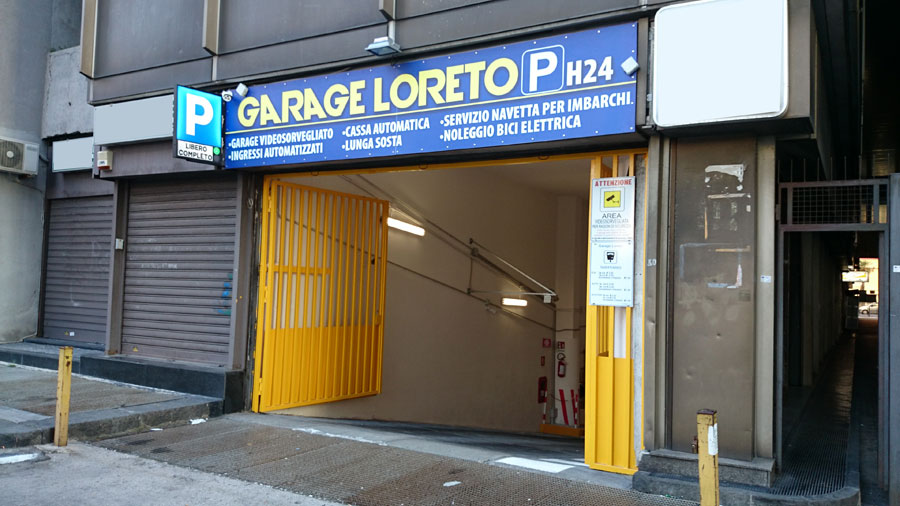 GARAGE LORETO P H24
•GARAGE VIDEOSORVEGLIATO
•INGRESSI AUTOMATIZZATI
•CASSA AUTOMATICA
•LUNGA SOSTA
•SERVIZIO NAVETTA PER IMBARCHI
•NOLEGGIO BICI ELETTRICA
P
LIBERO
COMPLETO
ATTENZIONE
AREA
VIDEOSORVEGLIATA